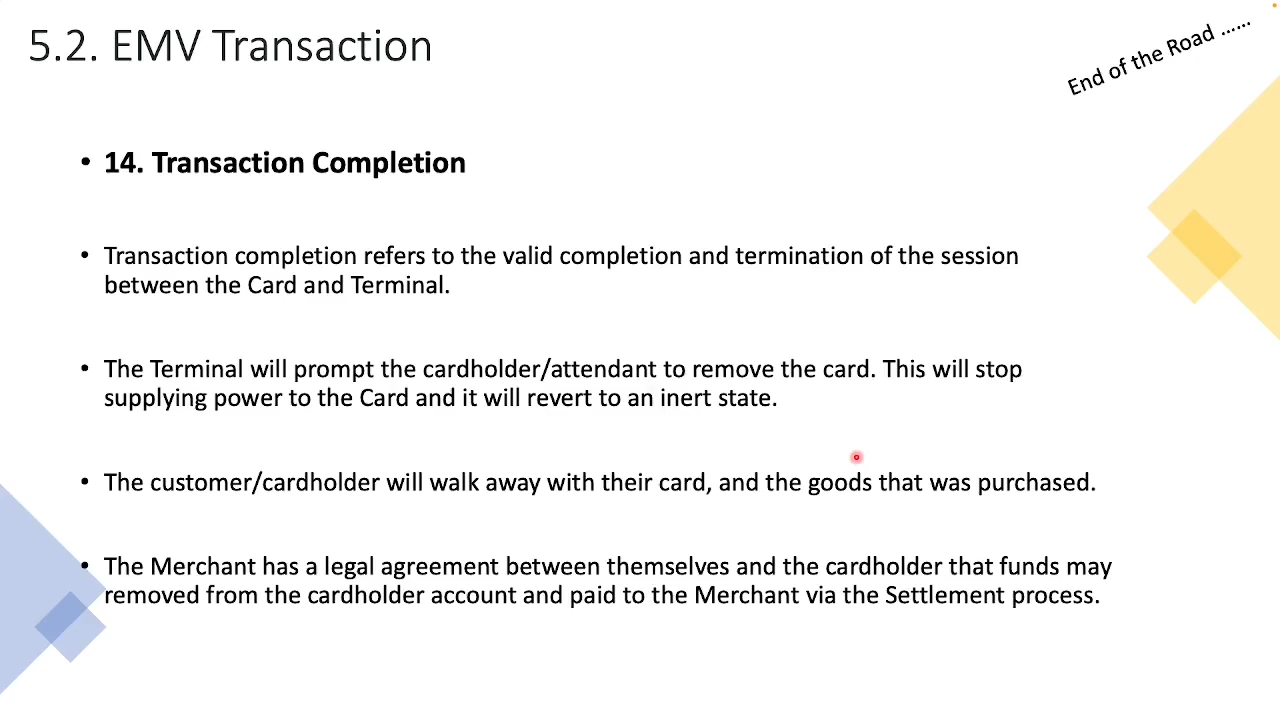 5.2. EMV Transaction
End of the Road ......
• 14. Transaction Completion
• Transaction completion refers to the valid completion and termination of the session
between the Card and Terminal.
• The Terminal will prompt the cardholder/attendant to remove the card. This will stop
supplying power to the Card and it will revert to an inert state.
• The customer/cardholder will walk away with their card, and the goods that was purchased.
• The Merchant has a legal agreement between themselves and the cardholder that funds may
removed from the cardholder account and paid to the Merchant via the Settlement process.